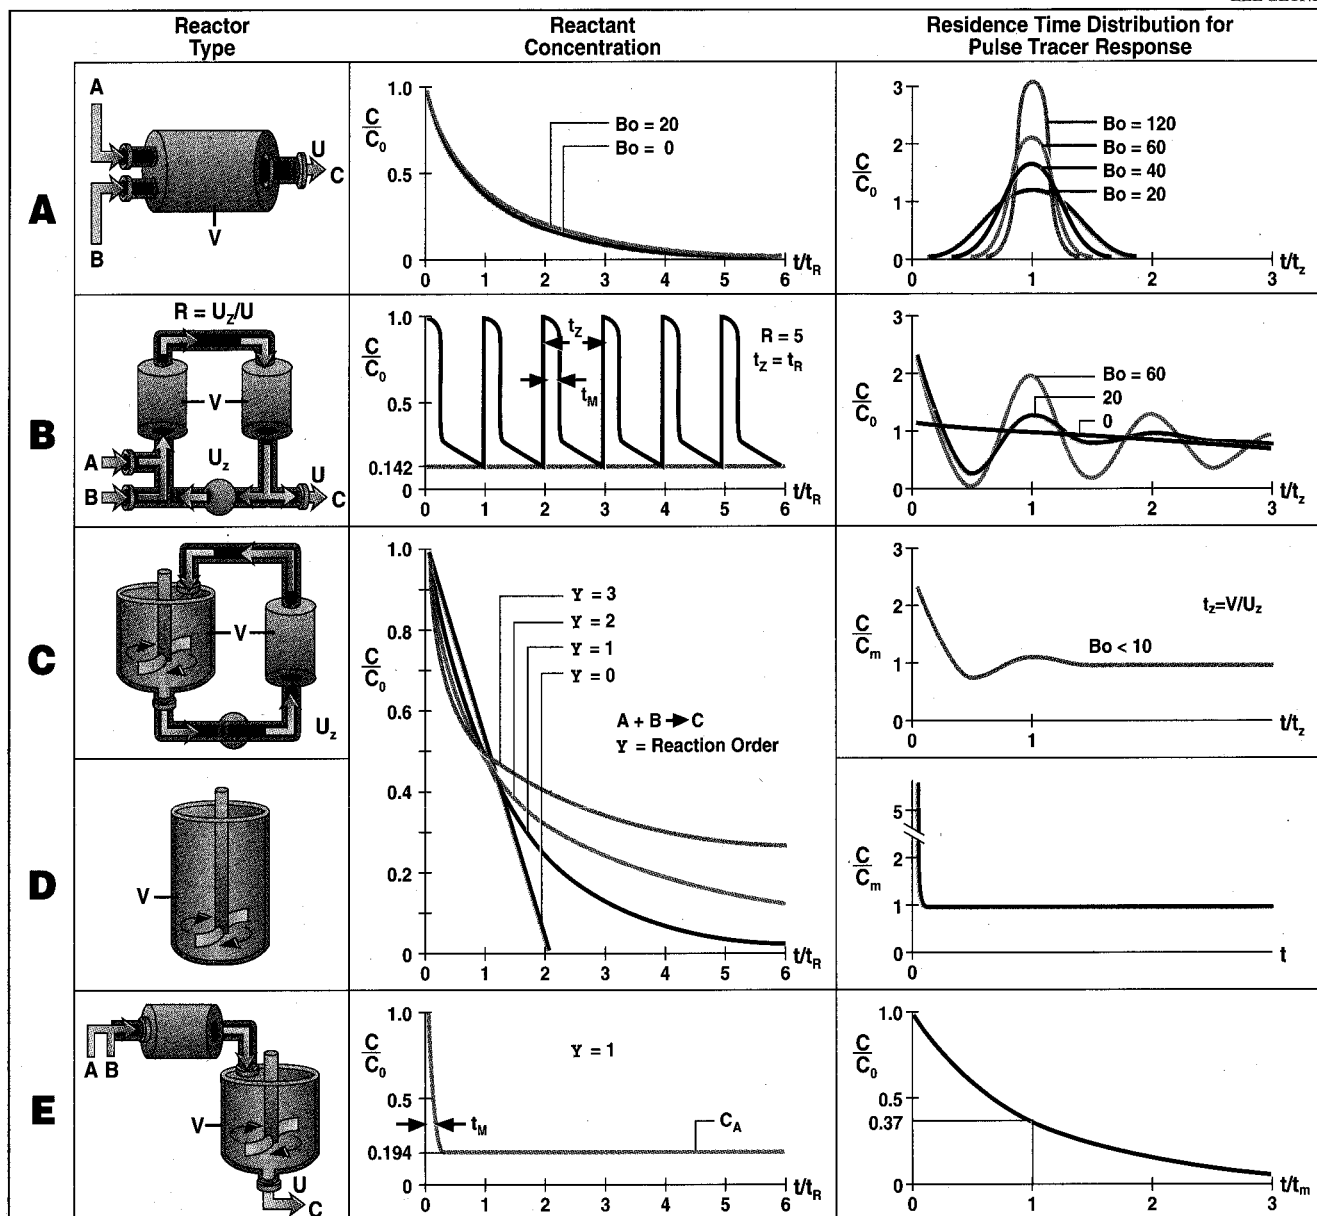 Reactor
Type
Reactant
Concentration
Residence Time Distribution for
Pulse Tracer Response
A
A
B
V
U
C
C
C0
1.0
0.5
0
Bo = 20
Bo = 0
0 1 2 3 4 5 6
t/tR
C
C0
3
2
1
0
Bo = 120
Bo = 60
Bo = 40
Bo = 20
0 1 2 3
t/tz
B
R = UZ/U
V
A
B
Uz
U
C
C
C0
1.0
0.5
0.142
0
tZ
tM
R = 5
tZ = tR
0 1 2 3 4 5 6
t/tR
C
C0
3
2
1
0
Bo = 60
20
0
0 1 2 3
t/tz
C
V
Uz
C
C0
1.0
0.8
0.6
0.4
0.2
0
Y = 3
Y = 2
Y = 1
Y = 0
A + B → C
Y = Reaction Order
0 1 2 3 4 5 6
t/tR
C
Cm
3
2
1
0
tz=V/Uz
Bo < 10
0 1
t/tz
D
V
C
Cm
5
2
1
0
0
t
E
A B
V
U
C
C
C0
1.0
0.5
0.194
0
Y = 1
tM
CA
0 1 2 3 4 5 6
t/tR
C
C0
1.0
0.5
0.37
0
0 1 2 3
t/tm